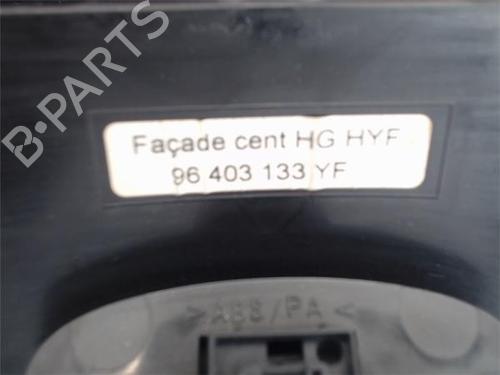 Façade cent HG HYF
96 403 133 YF
>ABS/PA<
B-PARTS